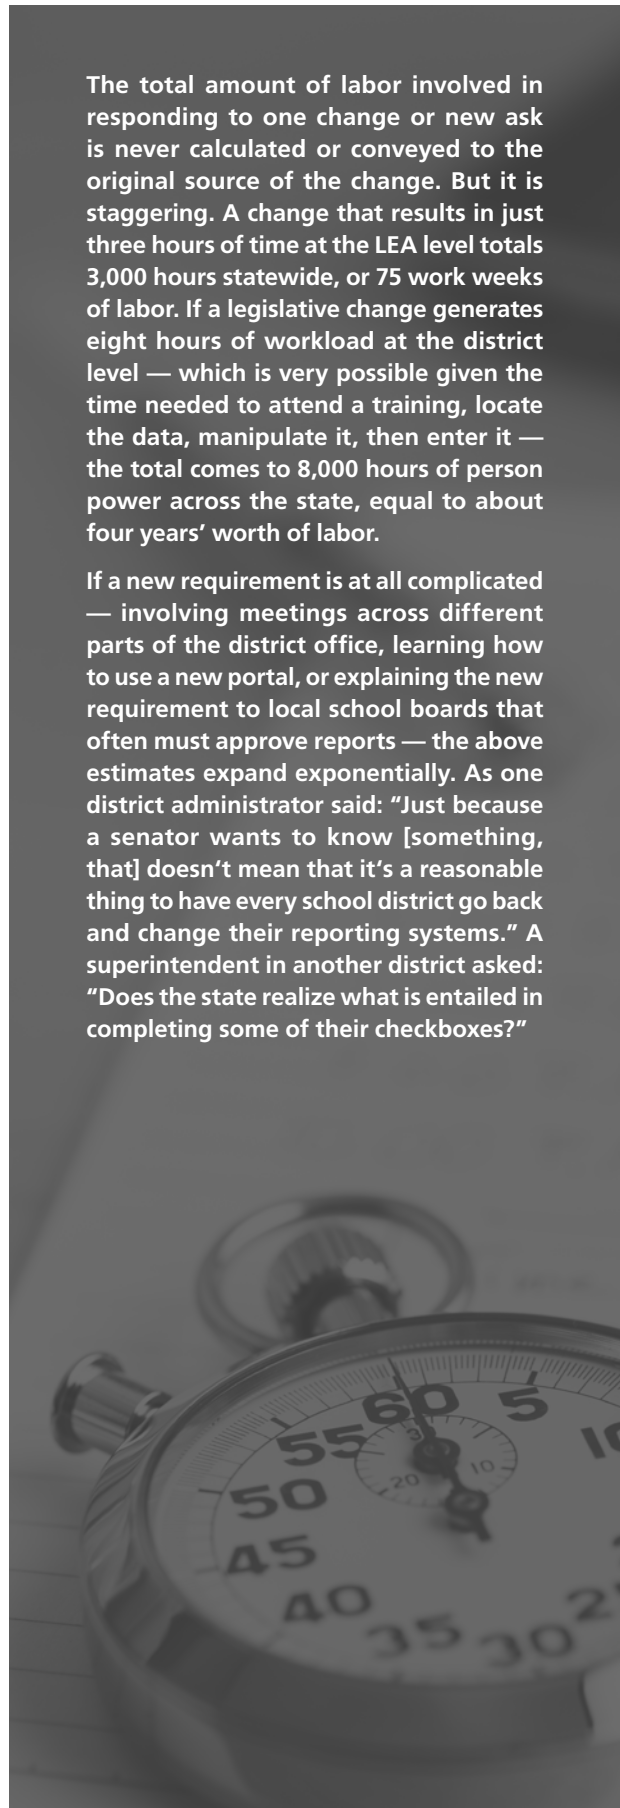 The total amount of labor involved in
responding to one change or new ask
is never calculated or conveyed to the
original source of the change. But it is
staggering. A change that results in just
three hours of time at the LEA level totals
3,000 hours statewide, or 75 work weeks
of labor. If a legislative change generates
eight hours of workload at the district
level — which is very possible given the
time needed to attend a training, locate
the data, manipulate it, then enter it —
the total comes to 8,000 hours of person
power across the state, equal to about
four years’ worth of labor.
If a new requirement is at all complicated
— involving meetings across different
parts of the district office, learning how
to use a new portal, or explaining the new
requirement to local school boards that
often must approve reports — the above
estimates expand exponentially. As one
district administrator said: “Just because
a senator wants to know [something,
that] doesn‘t mean that it‘s a reasonable
thing to have every school district go back
and change their reporting systems.” A
superintendent in another district asked:
“Does the state realize what is entailed in
completing some of their checkboxes?”
60
5
55
10
50
20
45
40
35
30